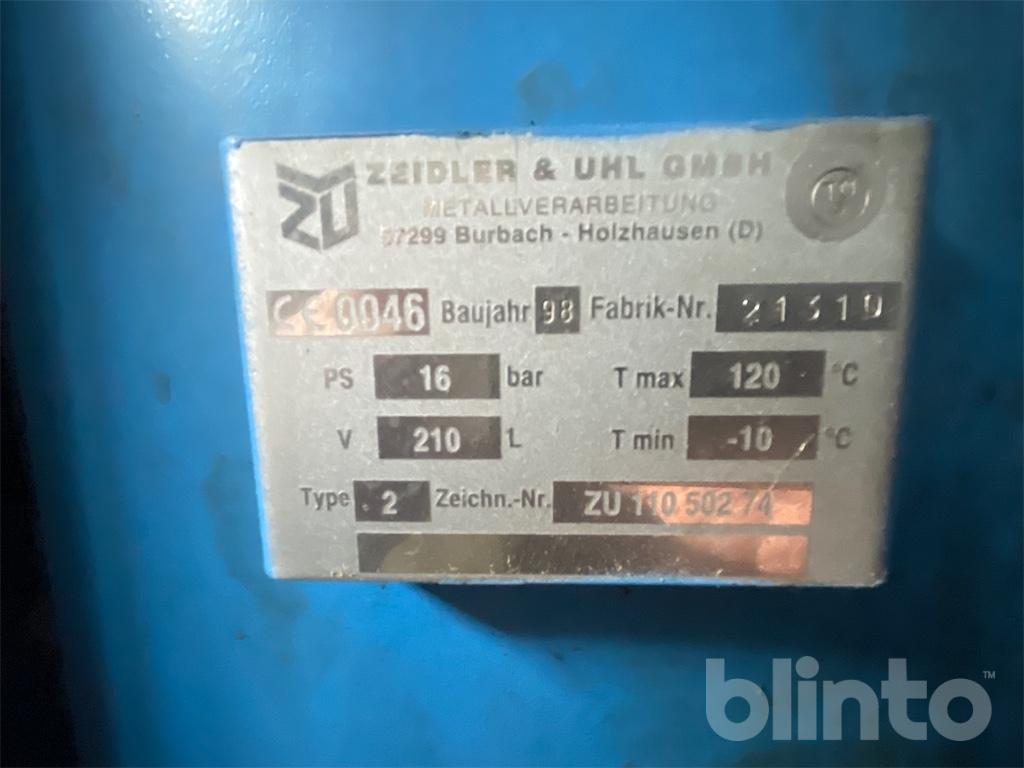 ZU ZEIDLER & UHL GMBH
METALLVERARBEITUNG
57299 Burbach - Holzhausen (D)
CE 0046 Baujahr 98 Fabrik-Nr. 21310
PS 16 bar T max 120 °C
V 210 L T min -10 °C
Type 2 Zeichn.-Nr. ZU 110 502 74
blinto™